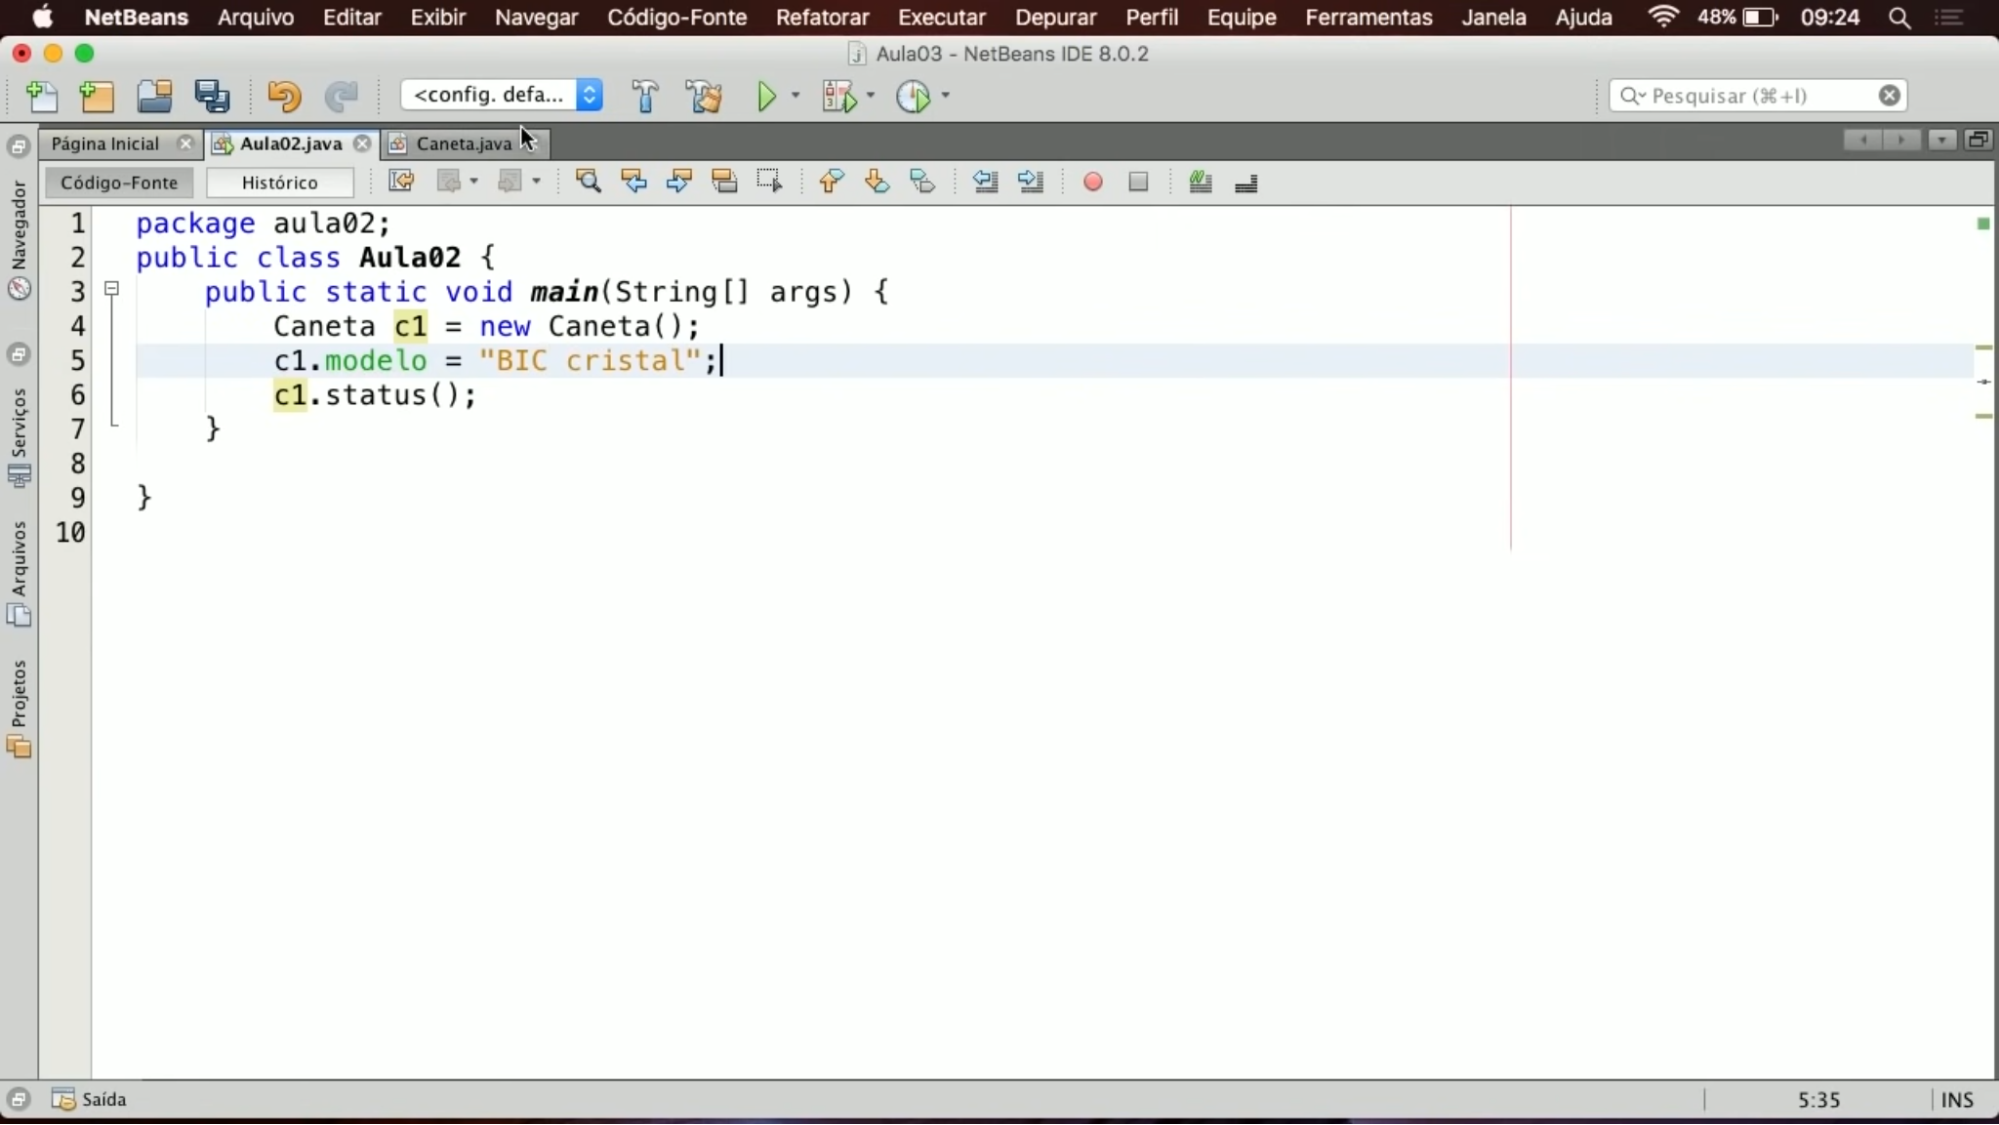 NetBeans Arquivo Editar Exibir Navegar Código-Fonte Refatorar Executar Depurar Perfil Equipe Ferramentas Janela Ajuda 48% 09:24
Aula03 - NetBeans IDE 8.0.2
<config. defa... Pesquisar (⌘+I)
Página Inicial Aula02.java Caneta.java
Código-Fonte Histórico
Navegador
Serviços
Arquivos
Projetos
1 package aula02;
2 public class Aula02 {
3 public static void main(String[] args) {
4 Caneta c1 = new Caneta();
5 c1.modelo = "BIC cristal";
6 c1.status();
7 }
8
9 }
10
Saída 5:35 INS